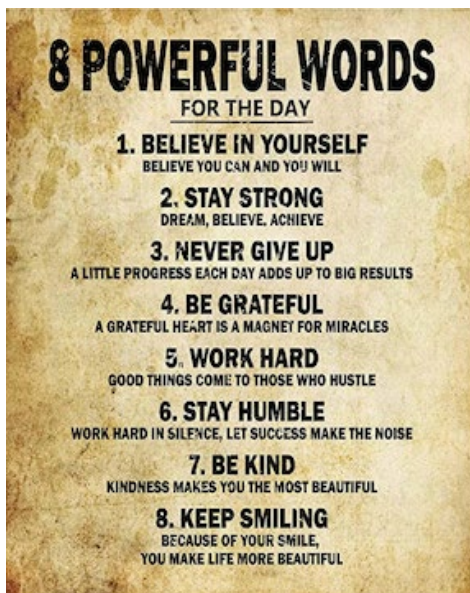 8 POWERFUL WORDS
FOR THE DAY
1. BELIEVE IN YOURSELF
BELIEVE YOU CAN AND YOU WILL
2. STAY STRONG
DREAM, BELIEVE, ACHIEVE
3. NEVER GIVE UP
A LITTLE PROGRESS EACH DAY ADDS UP TO BIG RESULTS
4. BE GRATEFUL
A GRATEFUL HEART IS A MAGNET FOR MIRACLES
5. WORK HARD
GOOD THINGS COME TO THOSE WHO HUSTLE
6. STAY HUMBLE
WORK HARD IN SILENCE, LET SUCCESS MAKE THE NOISE
7. BE KIND
KINDNESS MAKES YOU THE MOST BEAUTIFUL
8. KEEP SMILING
BECAUSE OF YOUR SMILE,
YOU MAKE LIFE MORE BEAUTIFUL